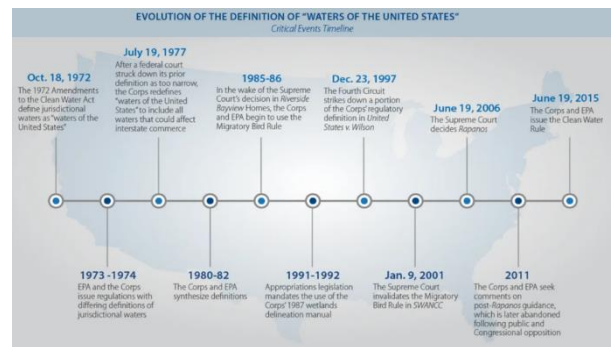 EVOLUTION OF THE DEFINITION OF "WATERS OF THE UNITED STATES"
Critical Events Timeline
Oct. 18, 1972
The 1972 Amendments
to the Clean Water Act
define jurisdictional
waters as "waters of the
United States"
July 19, 1977
After a federal court
struck down its prior
definition as too narrow,
the Corps redefines
"waters of the United
States" to include all
waters that could affect
interstate commerce
1985-86
In the wake of the Supreme
Court's decision in Riverside
Bayview Homes, the Corps
and EPA begin to use the
Migratory Bird Rule
Dec. 23, 1997
The Fourth Circuit
strikes down a portion
of the Corps' regulatory
definition in United
States v. Wilson
June 19, 2006
The Supreme Court
decides Rapanos
June 19, 2015
The Corps and EPA
issue the Clean Water
Rule
1973 -1974
EPA and the Corps
issue regulations with
differing definitions of
jurisdictional waters
1980-82
The Corps and EPA
synthesize definitions
1991-1992
Appropriations legislation
mandates the use of the
Corps' 1987 wetlands
delineation manual
Jan. 9, 2001
The Supreme Court
invalidates the Migratory
Bird Rule in SWANCC
2011
The Corps and EPA seek
comments on
post-Rapanos guidance,
which is later abandoned
following public and
Congressional opposition